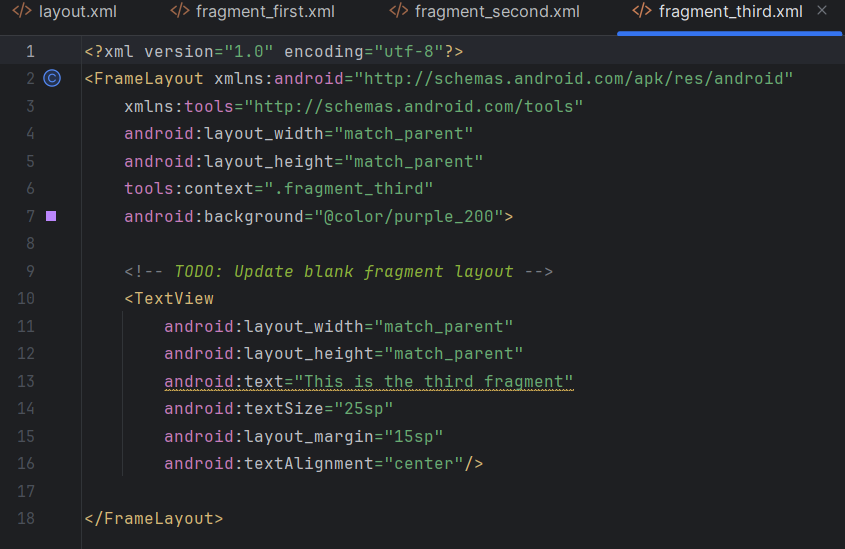 layout.xml fragment_first.xml fragment_second.xml fragment_third.xml
1 <?xml version="1.0" encoding="utf-8"?>
2 <FrameLayout xmlns:android="http://schemas.android.com/apk/res/android"
3 xmlns:tools="http://schemas.android.com/tools"
4 android:layout_width="match_parent"
5 android:layout_height="match_parent"
6 tools:context=".fragment_third"
7 android:background="@color/purple_200">
8
9 <!-- TODO: Update blank fragment layout -->
10 <TextView
11 android:layout_width="match_parent"
12 android:layout_height="match_parent"
13 android:text="This is the third fragment"
14 android:textSize="25sp"
15 android:layout_margin="15sp"
16 android:textAlignment="center"/>
17
18 </FrameLayout>